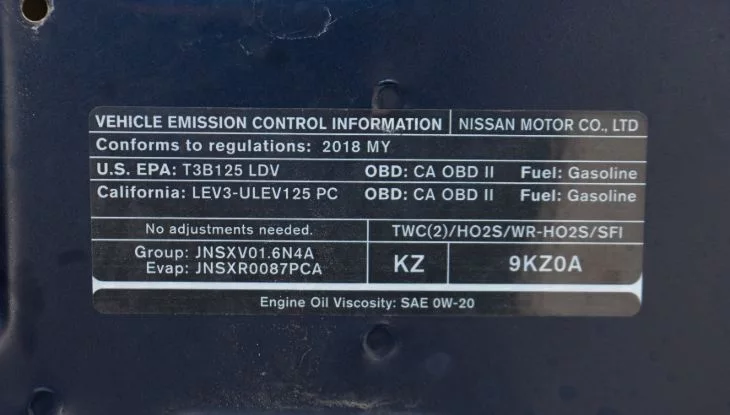 VEHICLE EMISSION CONTROL INFORMATION NISSAN MOTOR CO., LTD
Conforms to regulations: 2018 MY
U.S. EPA: T3B125 LDV OBD: CA OBD II Fuel: Gasoline
California: LEV3-ULEV125 PC OBD: CA OBD II Fuel: Gasoline
No adjustments needed. TWC(2)/HO2S/WR-HO2S/SFI
Group: JNSXV01.6N4A
Evap: JNSXR0087PCA
KZ 9KZ0A
Engine Oil Viscosity: SAE 0W-20